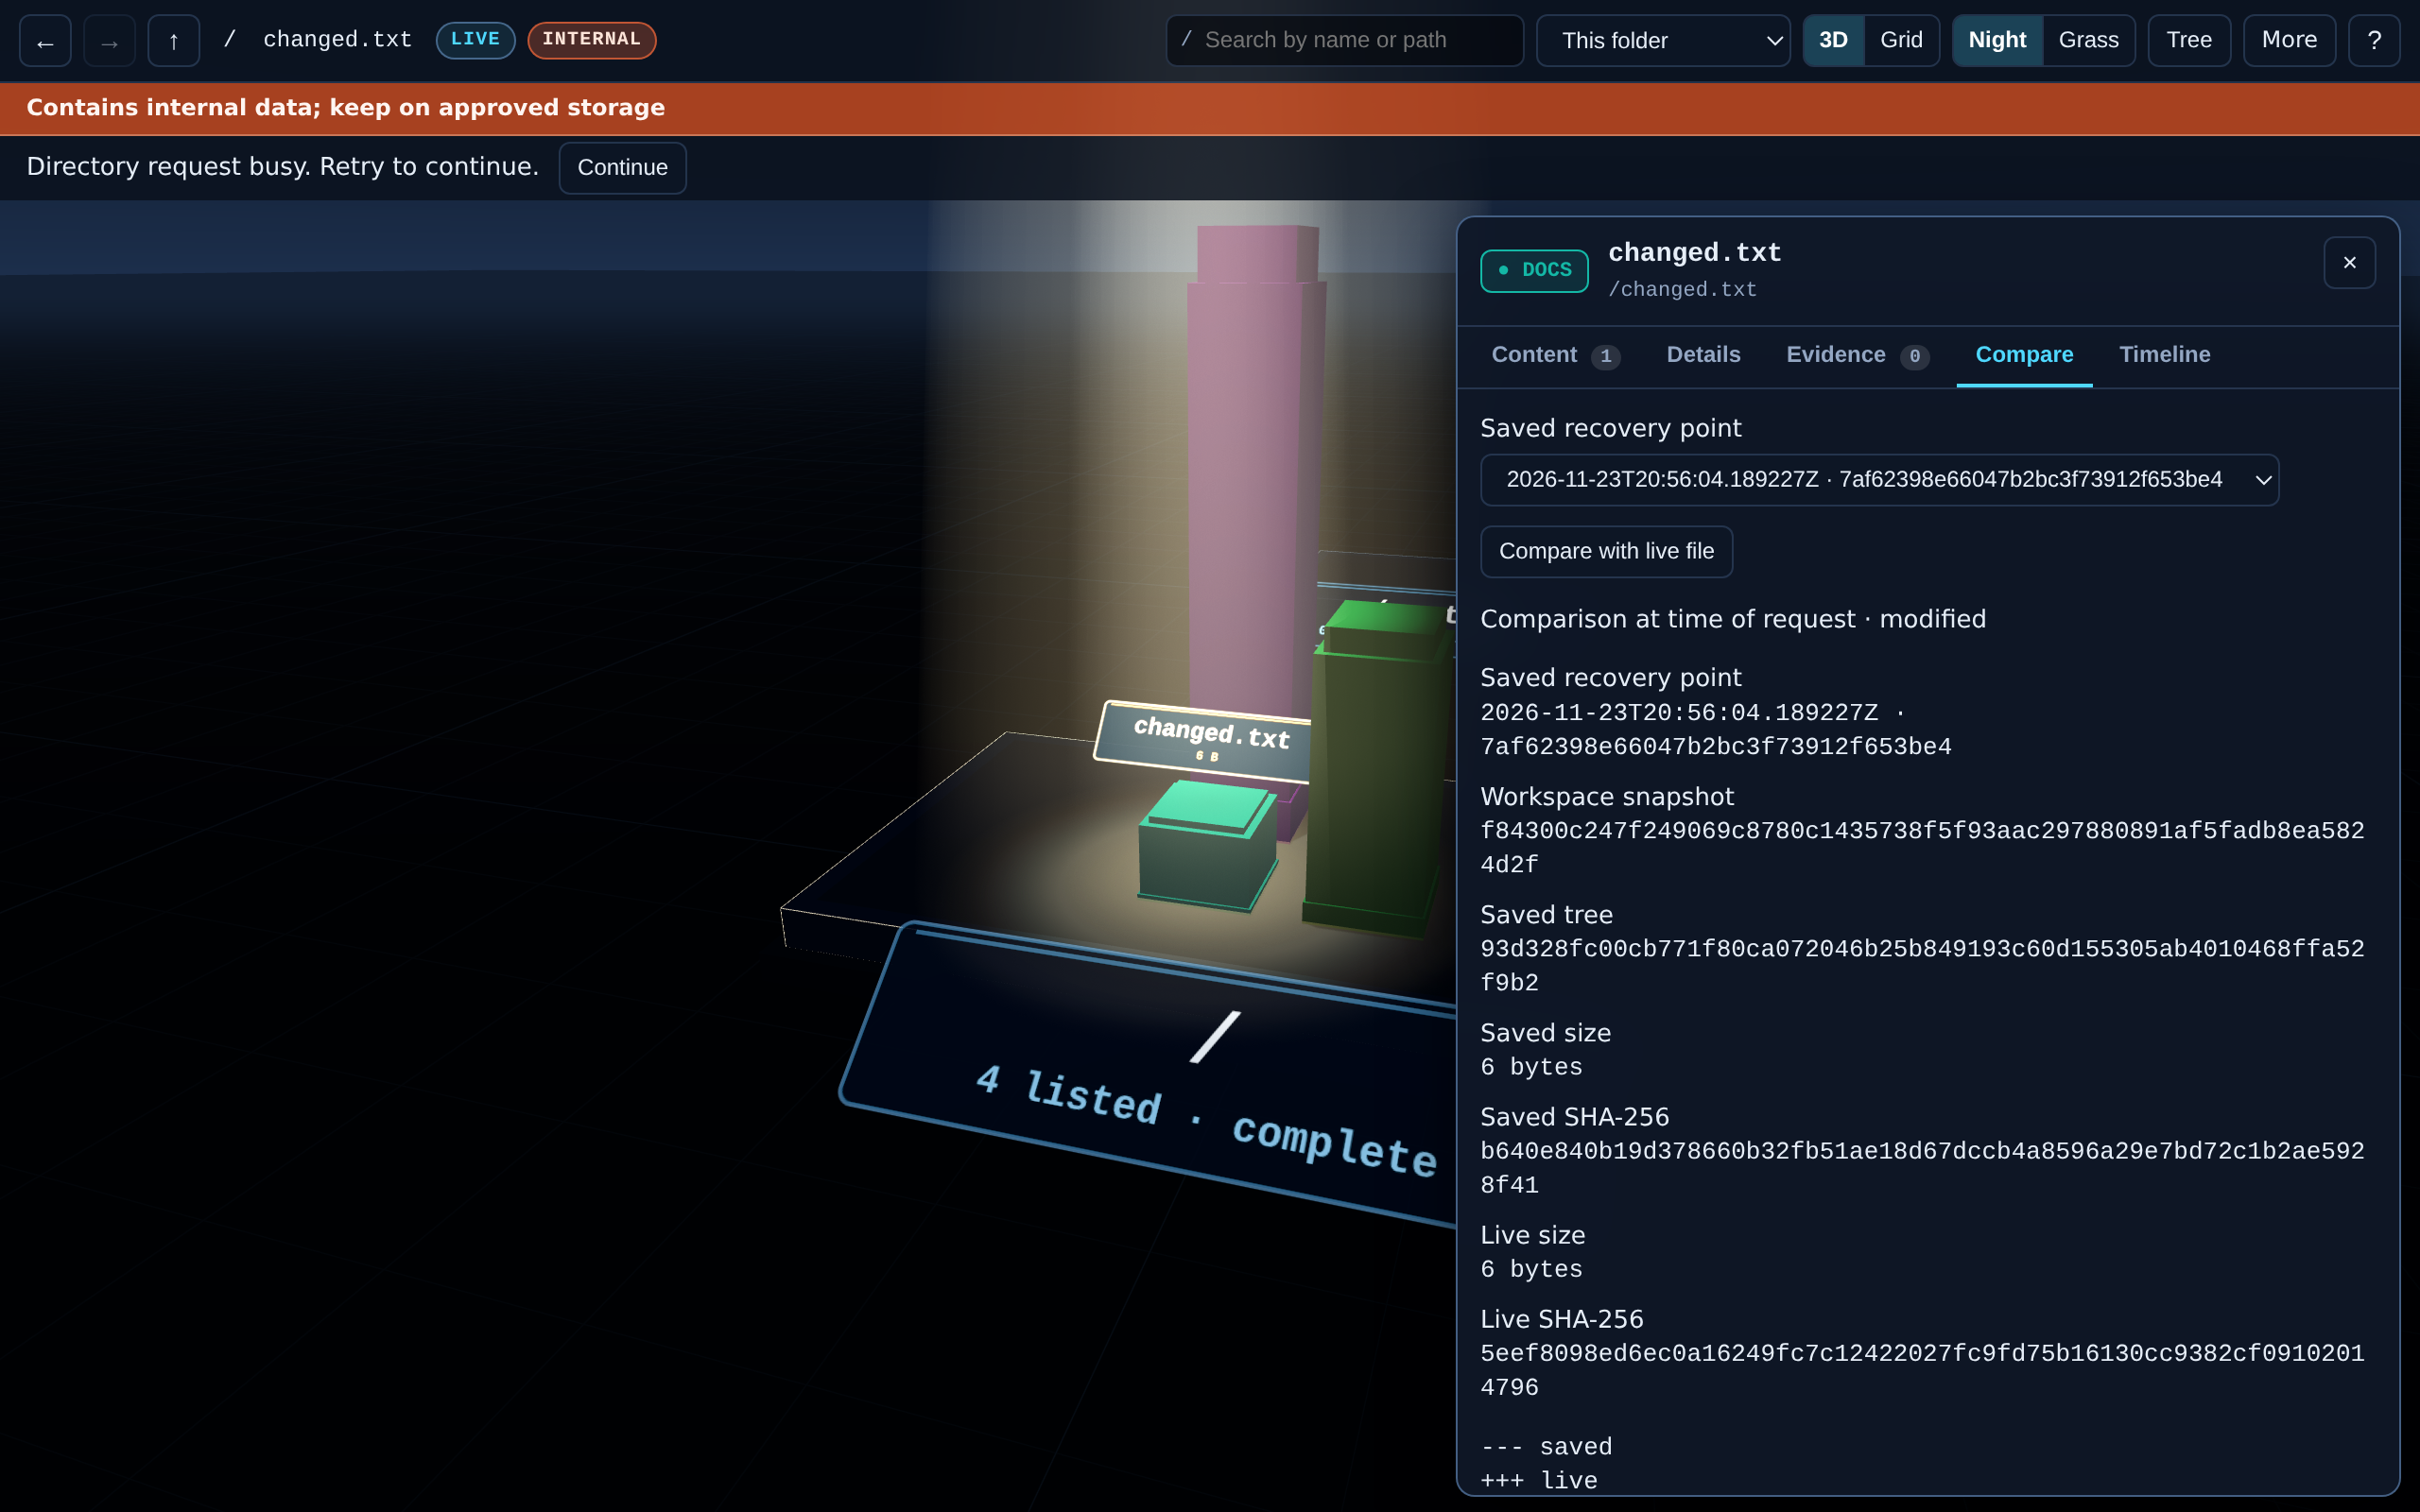 ← → ↑ / changed.txt LIVE INTERNAL / Search by name or path This folder 3D Grid Night Grass Tree More ?
Contains internal data; keep on approved storage
Directory request busy. Retry to continue. Continue
changed.txt
6 B
/
4 listed · complete
DOCS changed.txt ×
/changed.txt
Content 1 Details Evidence 0 Compare Timeline
Saved recovery point
2026-11-23T20:56:04.189227Z · 7af62398e66047b2bc3f73912f653be4
Compare with live file
Comparison at time of request · modified
Saved recovery point
2026-11-23T20:56:04.189227Z ·
7af62398e66047b2bc3f73912f653be4
Workspace snapshot
f84300c247f249069c8780c1435738f5f93aac297880891af5fadb8ea582
4d2f
Saved tree
93d328fc00cb771f80ca072046b25b849193c60d155305ab4010468ffa52
f9b2
Saved size
6 bytes
Saved SHA-256
b640e840b19d378660b32fb51ae18d67dccb4a8596a29e7bd72c1b2ae592
8f41
Live size
6 bytes
Live SHA-256
5eef8098ed6ec0a16249fc7c12422027fc9fd75b16130cc9382cf0910201
4796
--- saved
+++ live